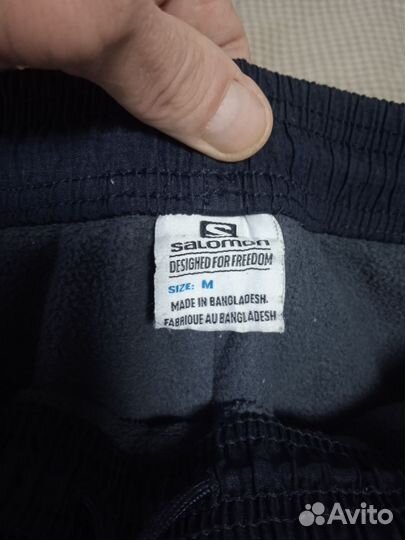 salomon
DESIGNED FOR FREEDOM
SIZE: M
MADE IN BANGLADESH.
FABRIQUE AU BANGLADESH
Avito